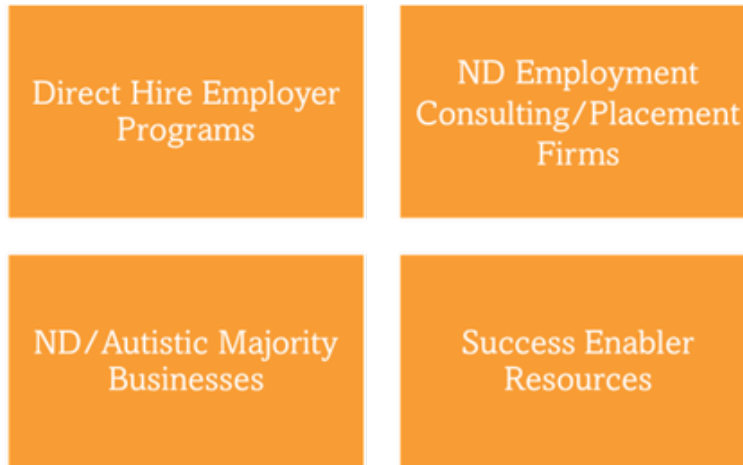 Direct Hire Employer
Programs
ND Employment
Consulting/Placement
Firms
ND/Autistic Majority
Businesses
Success Enabler
Resources